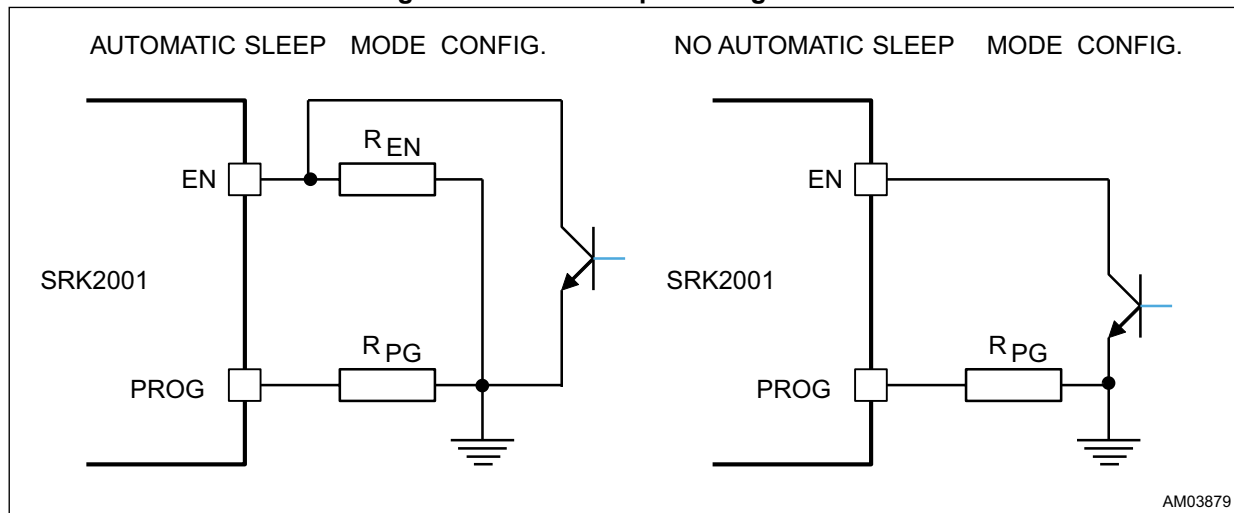 AUTOMATIC SLEEP MODE CONFIG.
NO AUTOMATIC SLEEP MODE CONFIG.
R EN
EN
SRK2001
R PG
PROG
EN
SRK2001
R PG
PROG
AM03879